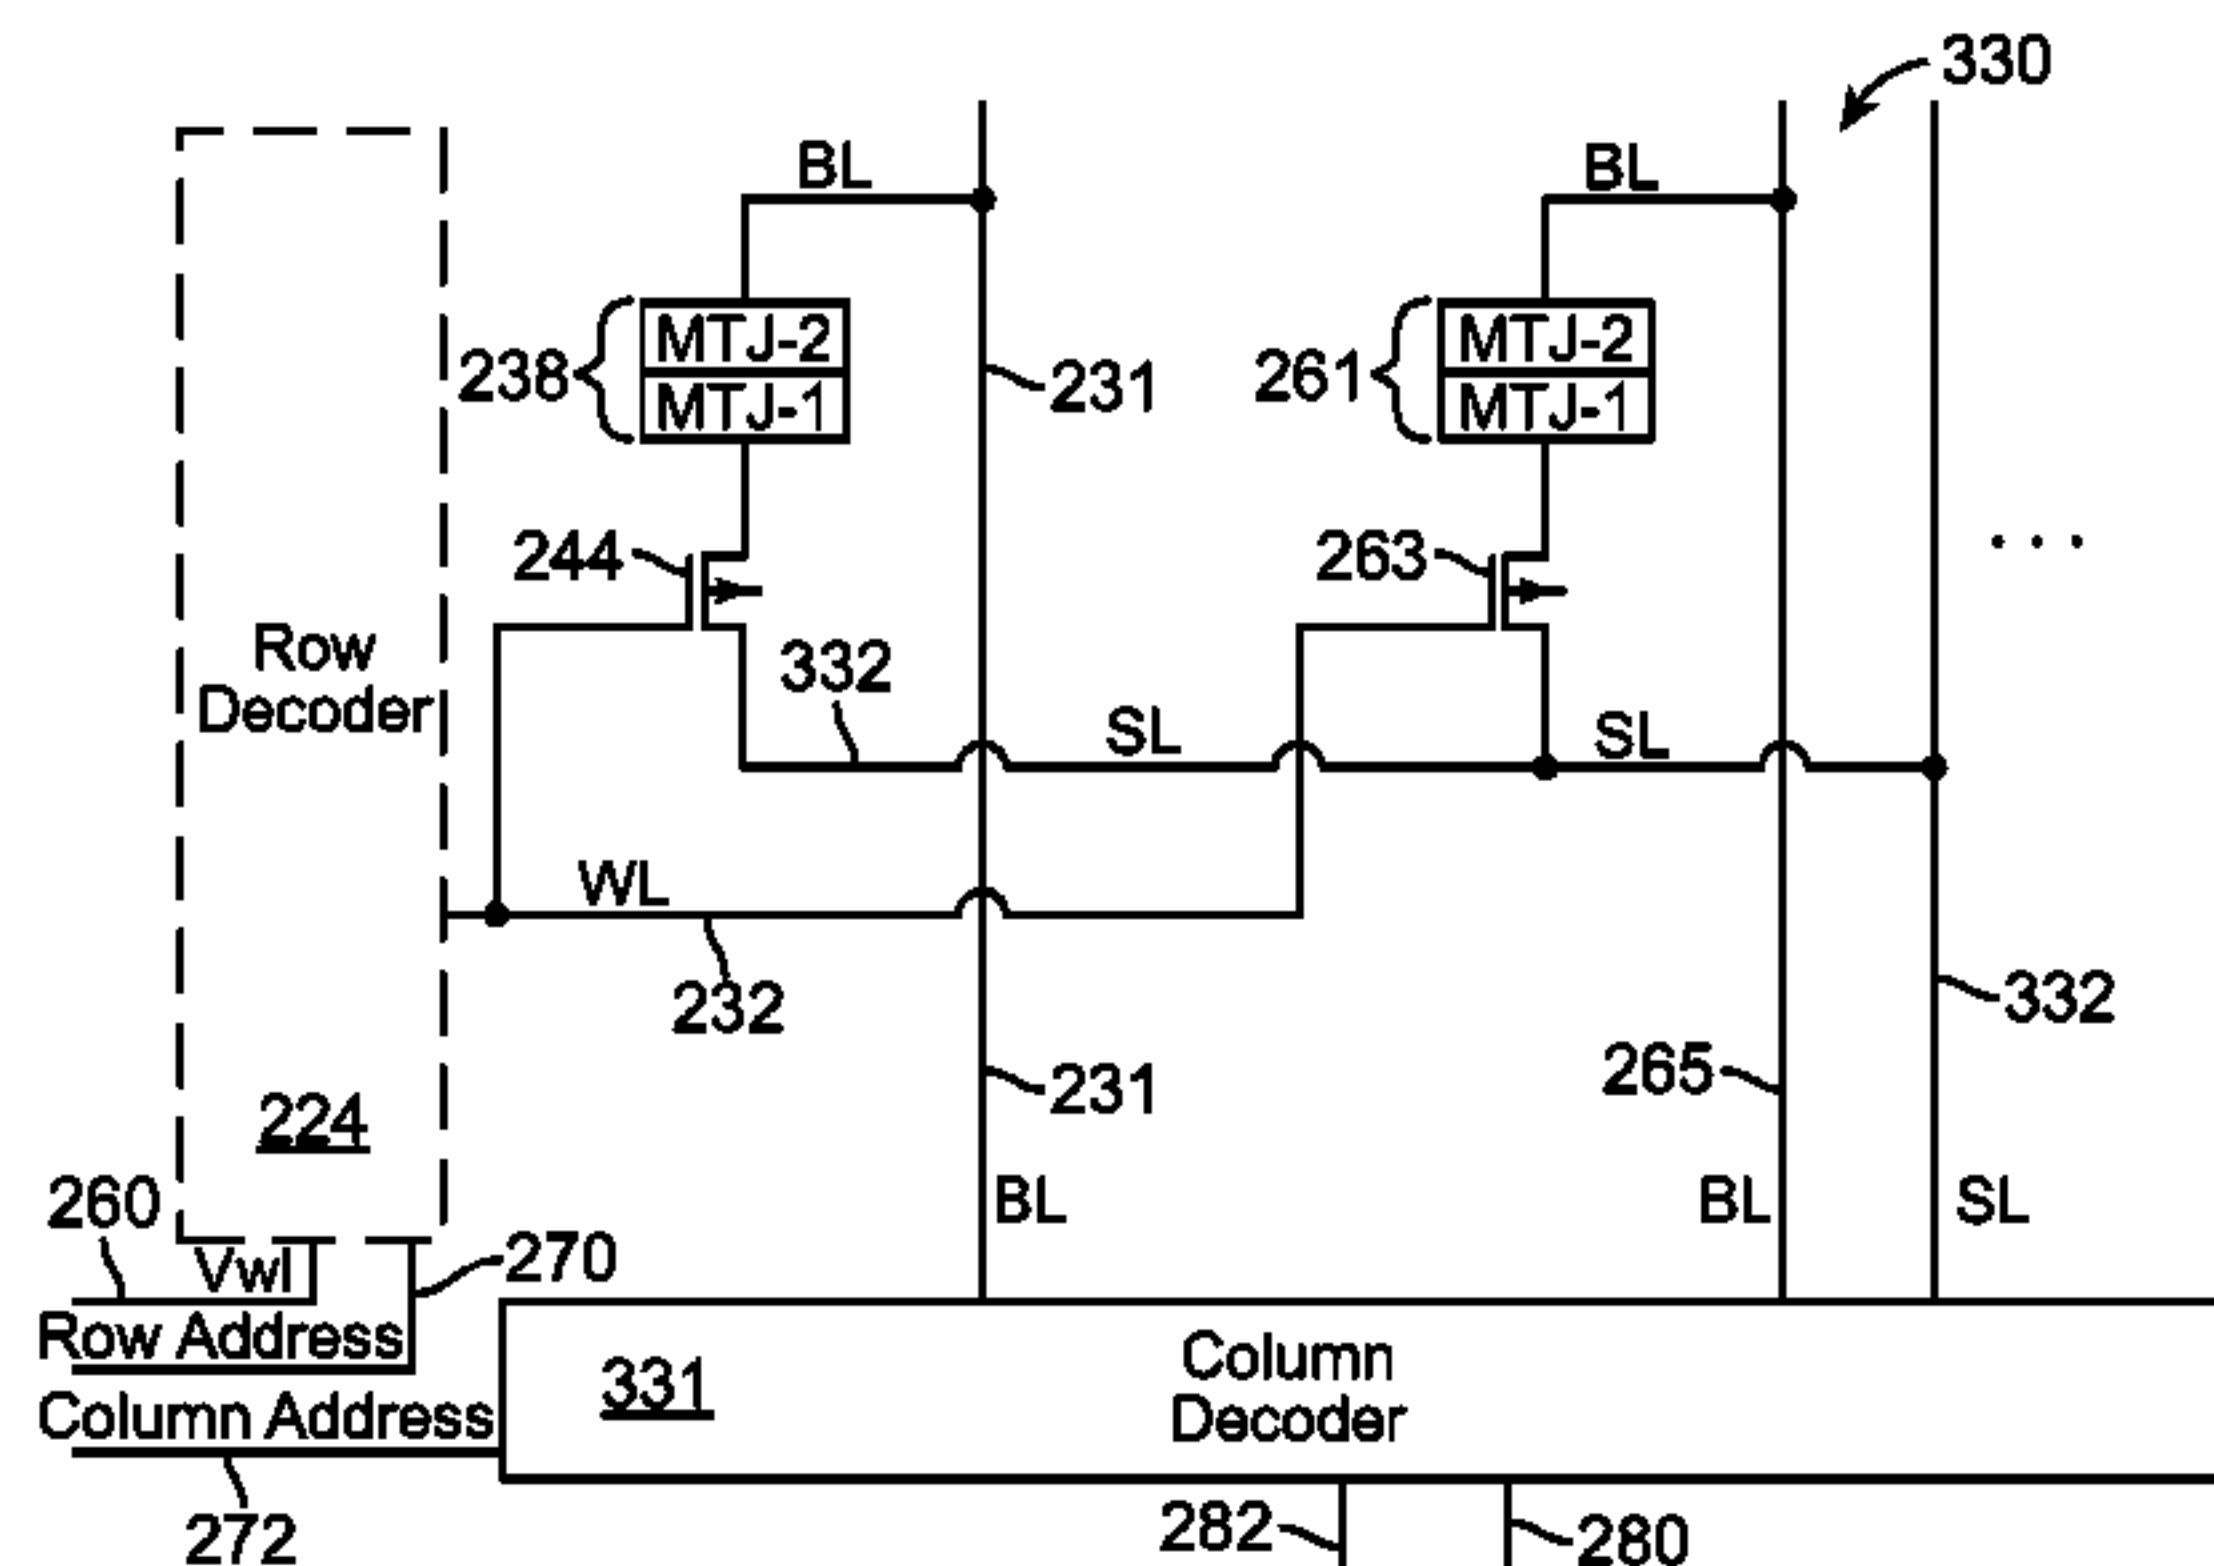 330
BL
BL
MTJ-2
MTJ-1
238
231
MTJ-2
MTJ-1
261
244
263
. . .
Row
Decoder
332
SL
SL
WL
232
332
231
265
224
BL
BL
SL
260
Vwl
270
Row Address
Column Address
272
331
Column
Decoder
282
280